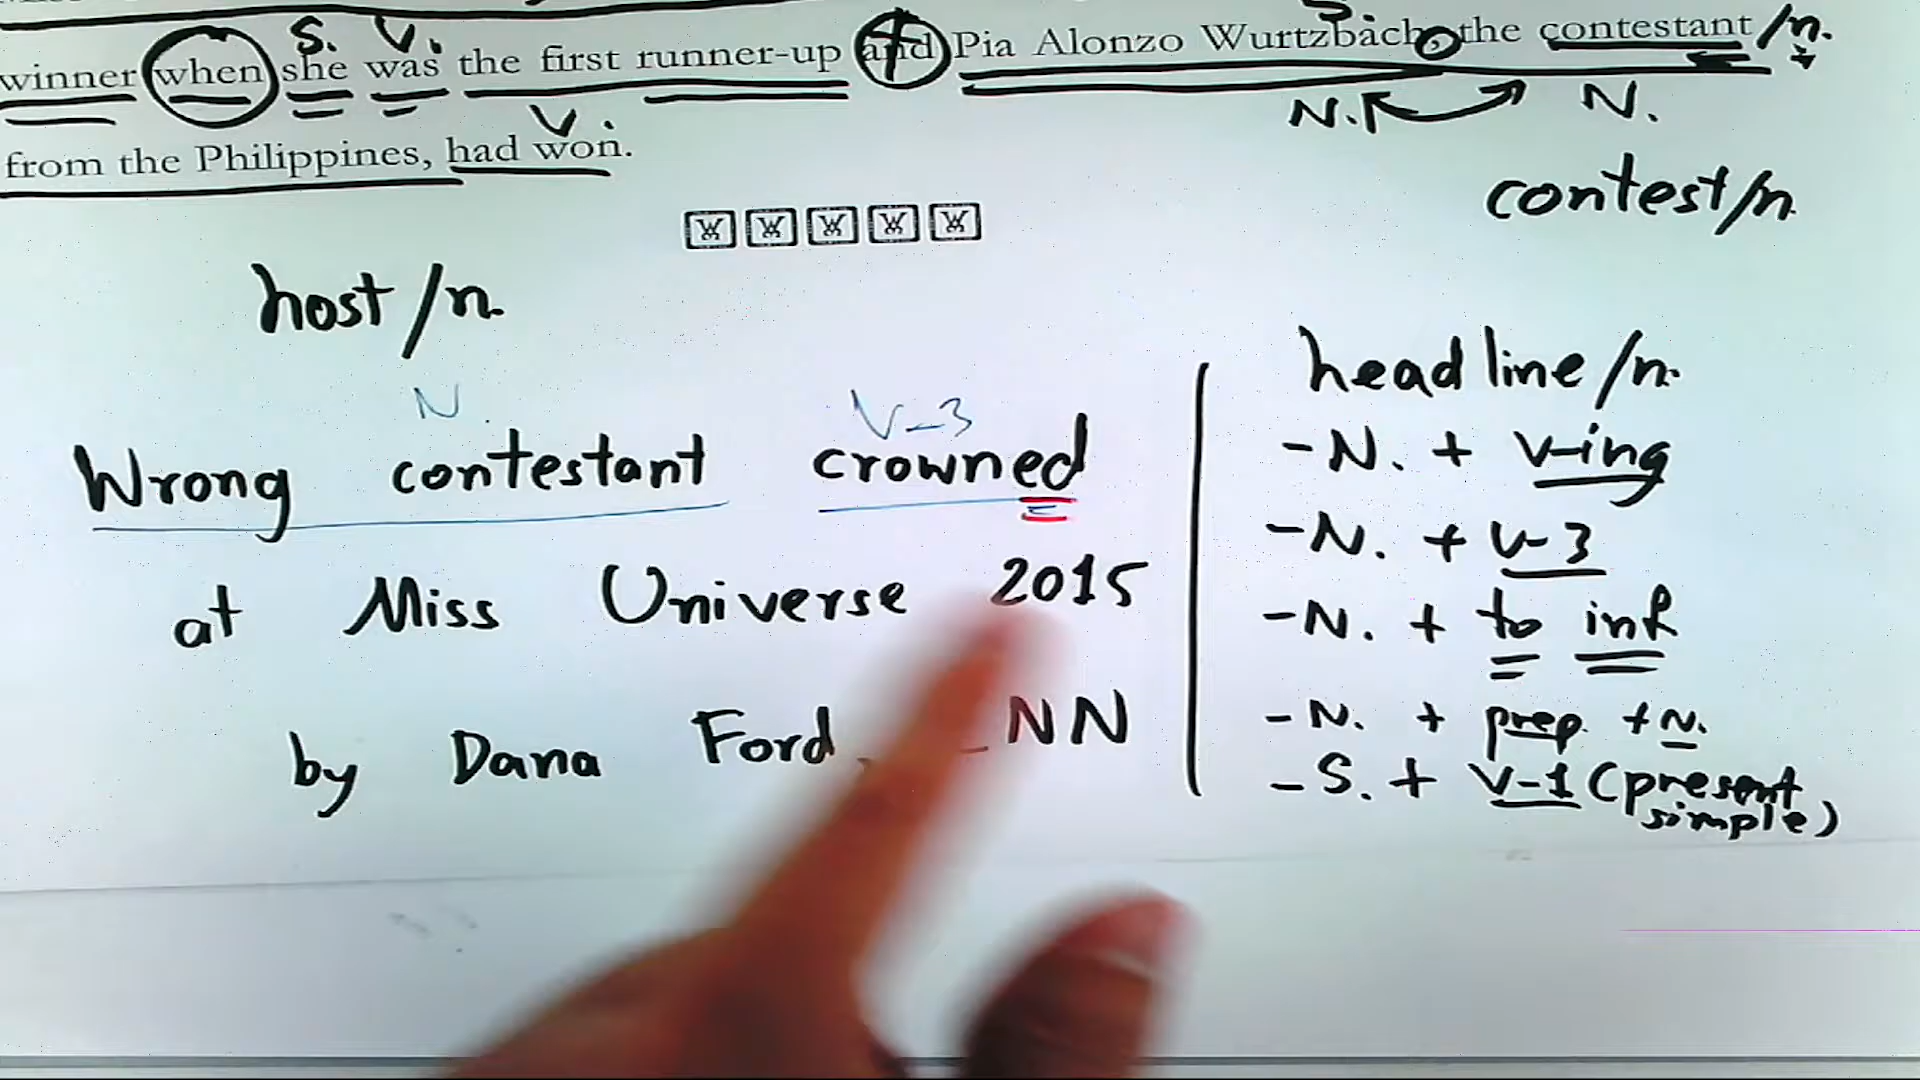 S. V.
winner when she was the first runner-up and Pia Alonzo Wurtzbach, the contestant /n.
V. N. N.
from the Philippines, had won.
contest/n
host /n.
headline /n.
N. V-3
Wrong contestant crowned
- N. + v-ing
- N. + v-3
at Miss Universe 2015
- N. + to inf
by Dana Ford, NN
- N. + prep. + N.
- S. + V-1 (present simple)